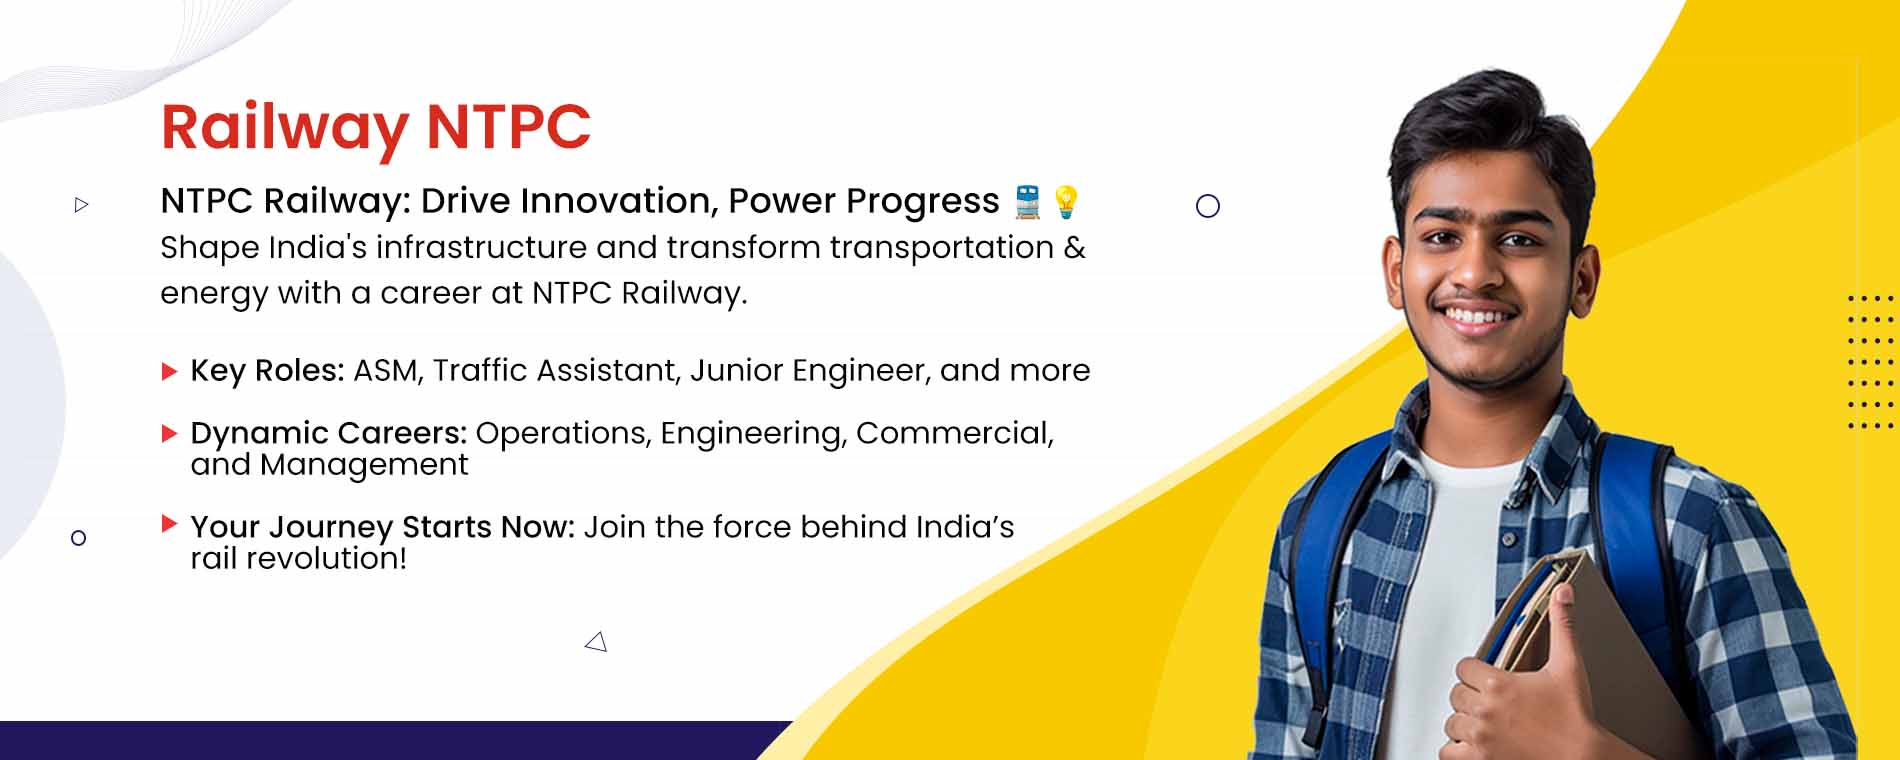 Railway NTPC
NTPC Railway: Drive Innovation, Power Progress 🚆💡
Shape India's infrastructure and transform transportation &
energy with a career at NTPC Railway.
Key Roles: ASM, Traffic Assistant, Junior Engineer, and more
Dynamic Careers: Operations, Engineering, Commercial,
and Management
Your Journey Starts Now: Join the force behind India’s
rail revolution!